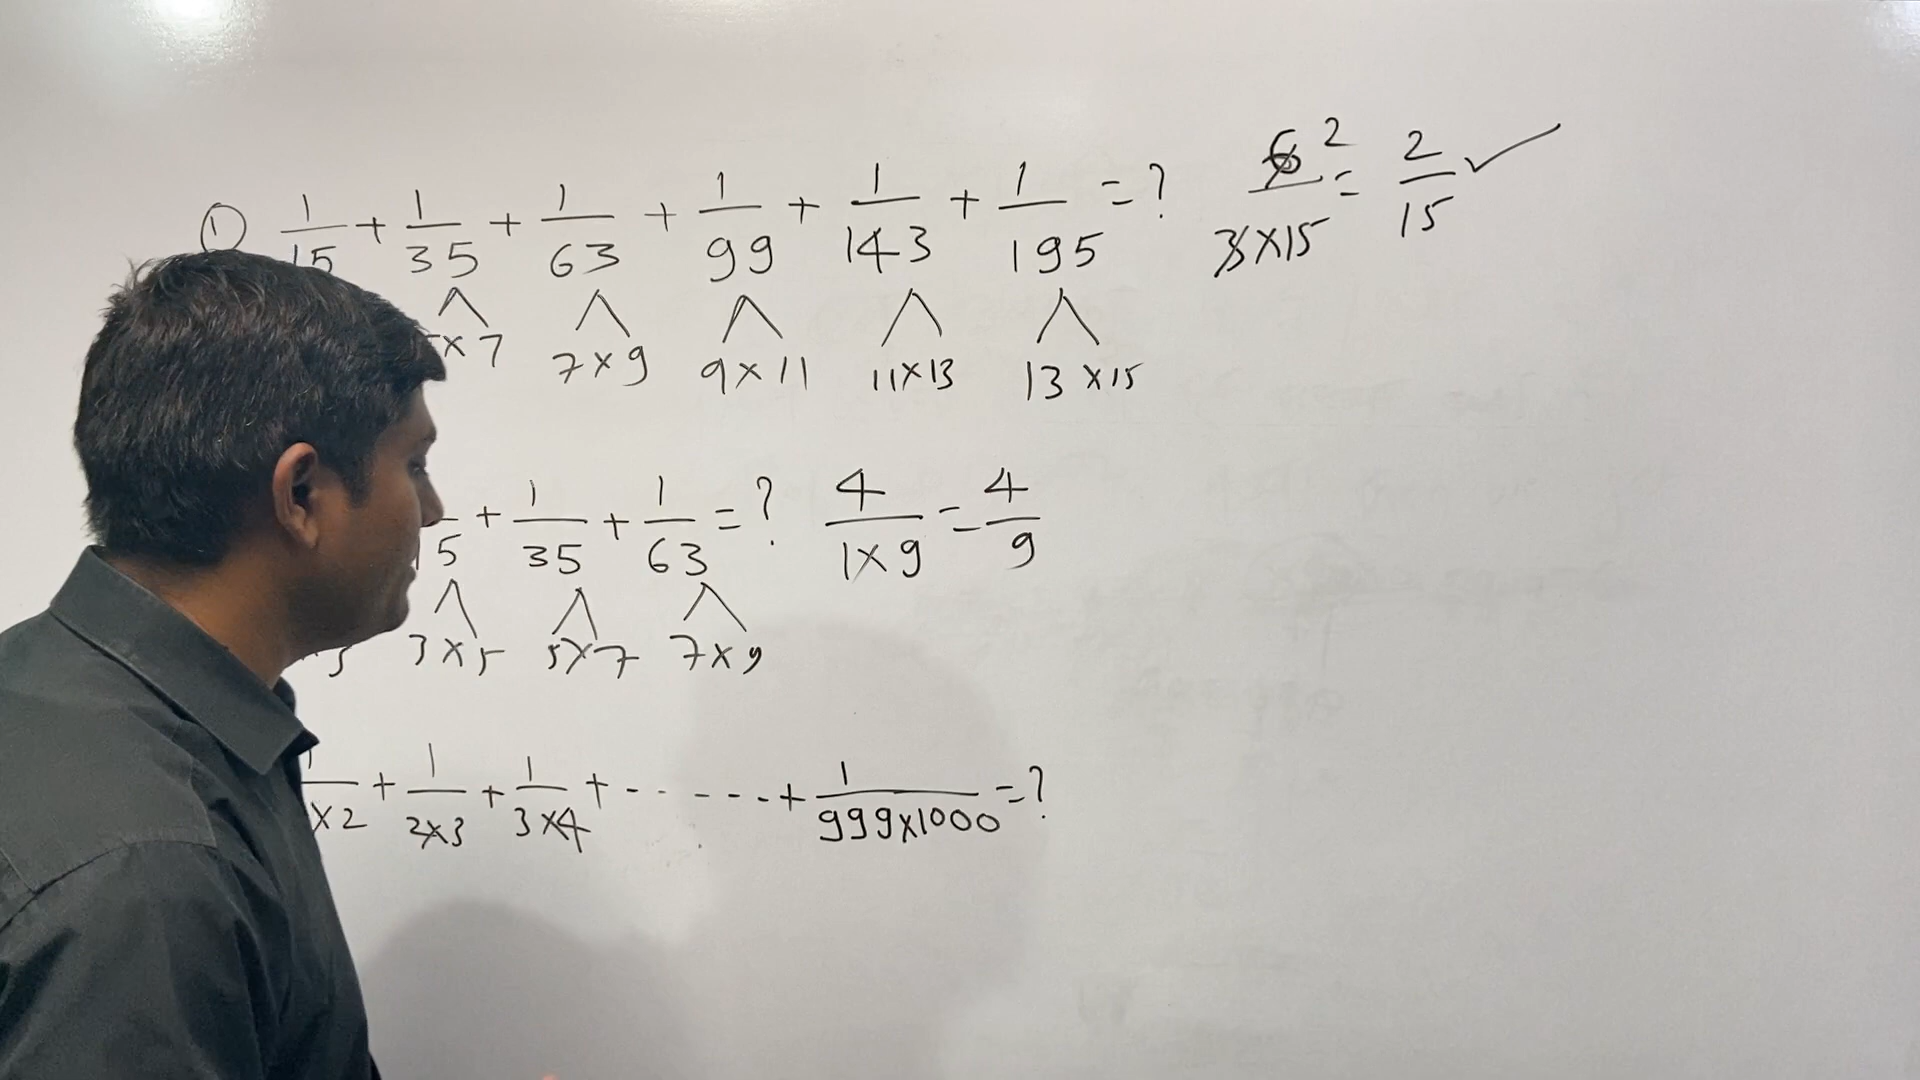 ① 1/15 + 1/35 + 1/63 + 1/99 + 1/143 + 1/195 = ? 6 2/3×15 = 2/15 ✓
×7 7×9 9×11 11×13 13×15
5 + 1/35 + 1/63 = ? 4/1×9 = 4/9
3×5 5×7 7×9
1/×2 + 1/2×3 + 1/3×4 + ------ + 1/999×1000 = ?